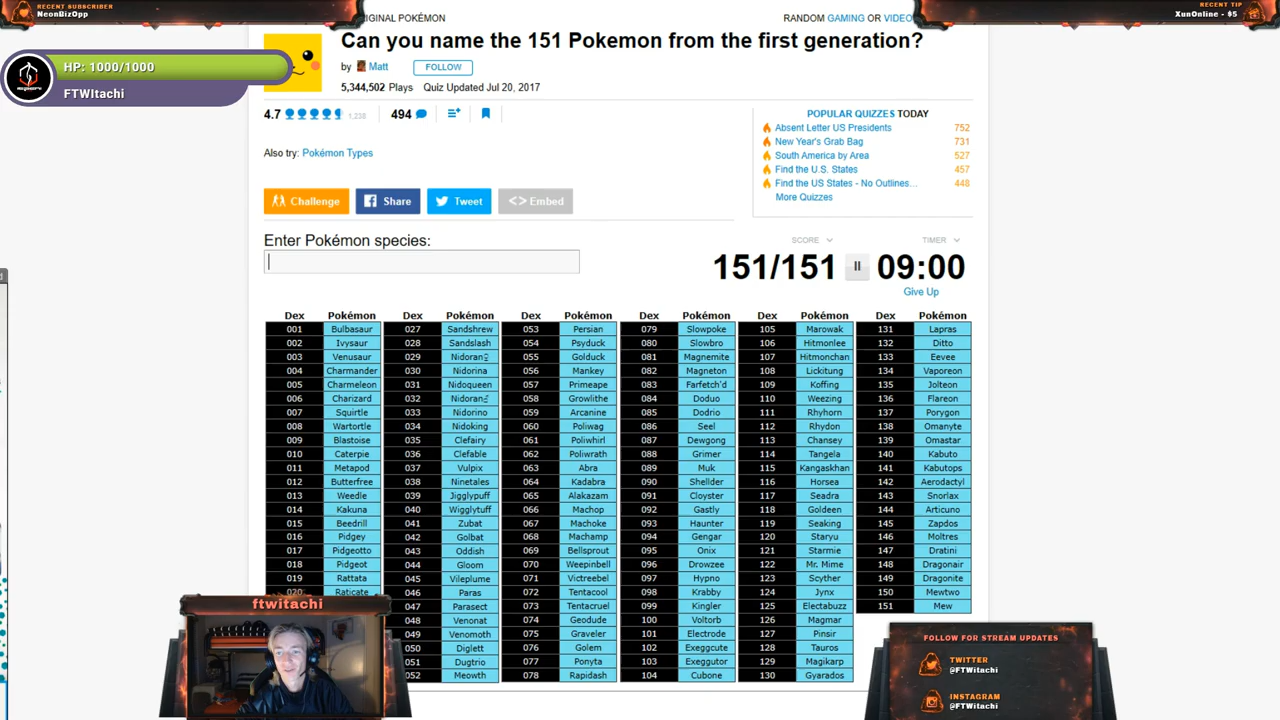 RECENT SUBSCRIBER
NeonBizOpp
RECENT TIP
XunOnline - $5
IGINAL POKÉMON
RANDOM GAMING OR VIDEO
Can you name the 151 Pokemon from the first generation?
HP: 1000/1000
FTWItachi
by Matt FOLLOW
5,344,502 Plays Quiz Updated Jul 20, 2017
4.7 1,238 494
POPULAR QUIZZES TODAY
Absent Letter US Presidents 752
New Year's Grab Bag 731
South America by Area 527
Find the U.S. States 457
Find the US States - No Outlines... 448
More Quizzes
Also try: Pokémon Types
Challenge Share Tweet <> Embed
Enter Pokémon species:
SCORE TIMER
151/151 09:00
Give Up
Dex Pokémon Dex Pokémon Dex Pokémon Dex Pokémon Dex Pokémon Dex Pokémon
001 Bulbasaur 027 Sandshrew 053 Persian 079 Slowpoke 105 Marowak 131 Lapras
002 Ivysaur 028 Sandslash 054 Psyduck 080 Slowbro 106 Hitmonlee 132 Ditto
003 Venusaur 029 Nidoran♀ 055 Golduck 081 Magnemite 107 Hitmonchan 133 Eevee
004 Charmander 030 Nidorina 056 Mankey 082 Magneton 108 Lickitung 134 Vaporeon
005 Charmeleon 031 Nidoqueen 057 Primeape 083 Farfetch'd 109 Koffing 135 Jolteon
006 Charizard 032 Nidoran♂ 058 Growlithe 084 Doduo 110 Weezing 136 Flareon
007 Squirtle 033 Nidorino 059 Arcanine 085 Dodrio 111 Rhyhorn 137 Porygon
008 Wartortle 034 Nidoking 060 Poliwag 086 Seel 112 Rhydon 138 Omanyte
009 Blastoise 035 Clefairy 061 Poliwhirl 087 Dewgong 113 Chansey 139 Omastar
010 Caterpie 036 Clefable 062 Poliwrath 088 Grimer 114 Tangela 140 Kabuto
011 Metapod 037 Vulpix 063 Abra 089 Muk 115 Kangaskhan 141 Kabutops
012 Butterfree 038 Ninetales 064 Kadabra 090 Shellder 116 Horsea 142 Aerodactyl
013 Weedle 039 Jigglypuff 065 Alakazam 091 Cloyster 117 Seadra 143 Snorlax
014 Kakuna 040 Wigglytuff 066 Machop 092 Gastly 118 Goldeen 144 Articuno
015 Beedrill 041 Zubat 067 Machoke 093 Haunter 119 Seaking 145 Zapdos
016 Pidgey 042 Golbat 068 Machamp 094 Gengar 120 Staryu 146 Moltres
017 Pidgeotto 043 Oddish 069 Bellsprout 095 Onix 121 Starmie 147 Dratini
018 Pidgeot 044 Gloom 070 Weepinbell 096 Drowzee 122 Mr. Mime 148 Dragonair
019 Rattata 045 Vileplume 071 Victreebel 097 Hypno 123 Scyther 149 Dragonite
020 Raticate 046 Paras 072 Tentacool 098 Krabby 124 Jynx 150 Mewtwo
047 Parasect 073 Tentacruel 099 Kingler 125 Electabuzz 151 Mew
048 Venonat 074 Geodude 100 Voltorb 126 Magmar
049 Venomoth 075 Graveler 101 Electrode 127 Pinsir
050 Diglett 076 Golem 102 Exeggcute 128 Tauros
051 Dugtrio 077 Ponyta 103 Exeggutor 129 Magikarp
052 Meowth 078 Rapidash 104 Cubone 130 Gyarados
ftwitachi
FOLLOW FOR STREAM UPDATES
TWITTER
@FTWitachi
INSTAGRAM
@FTWitachi